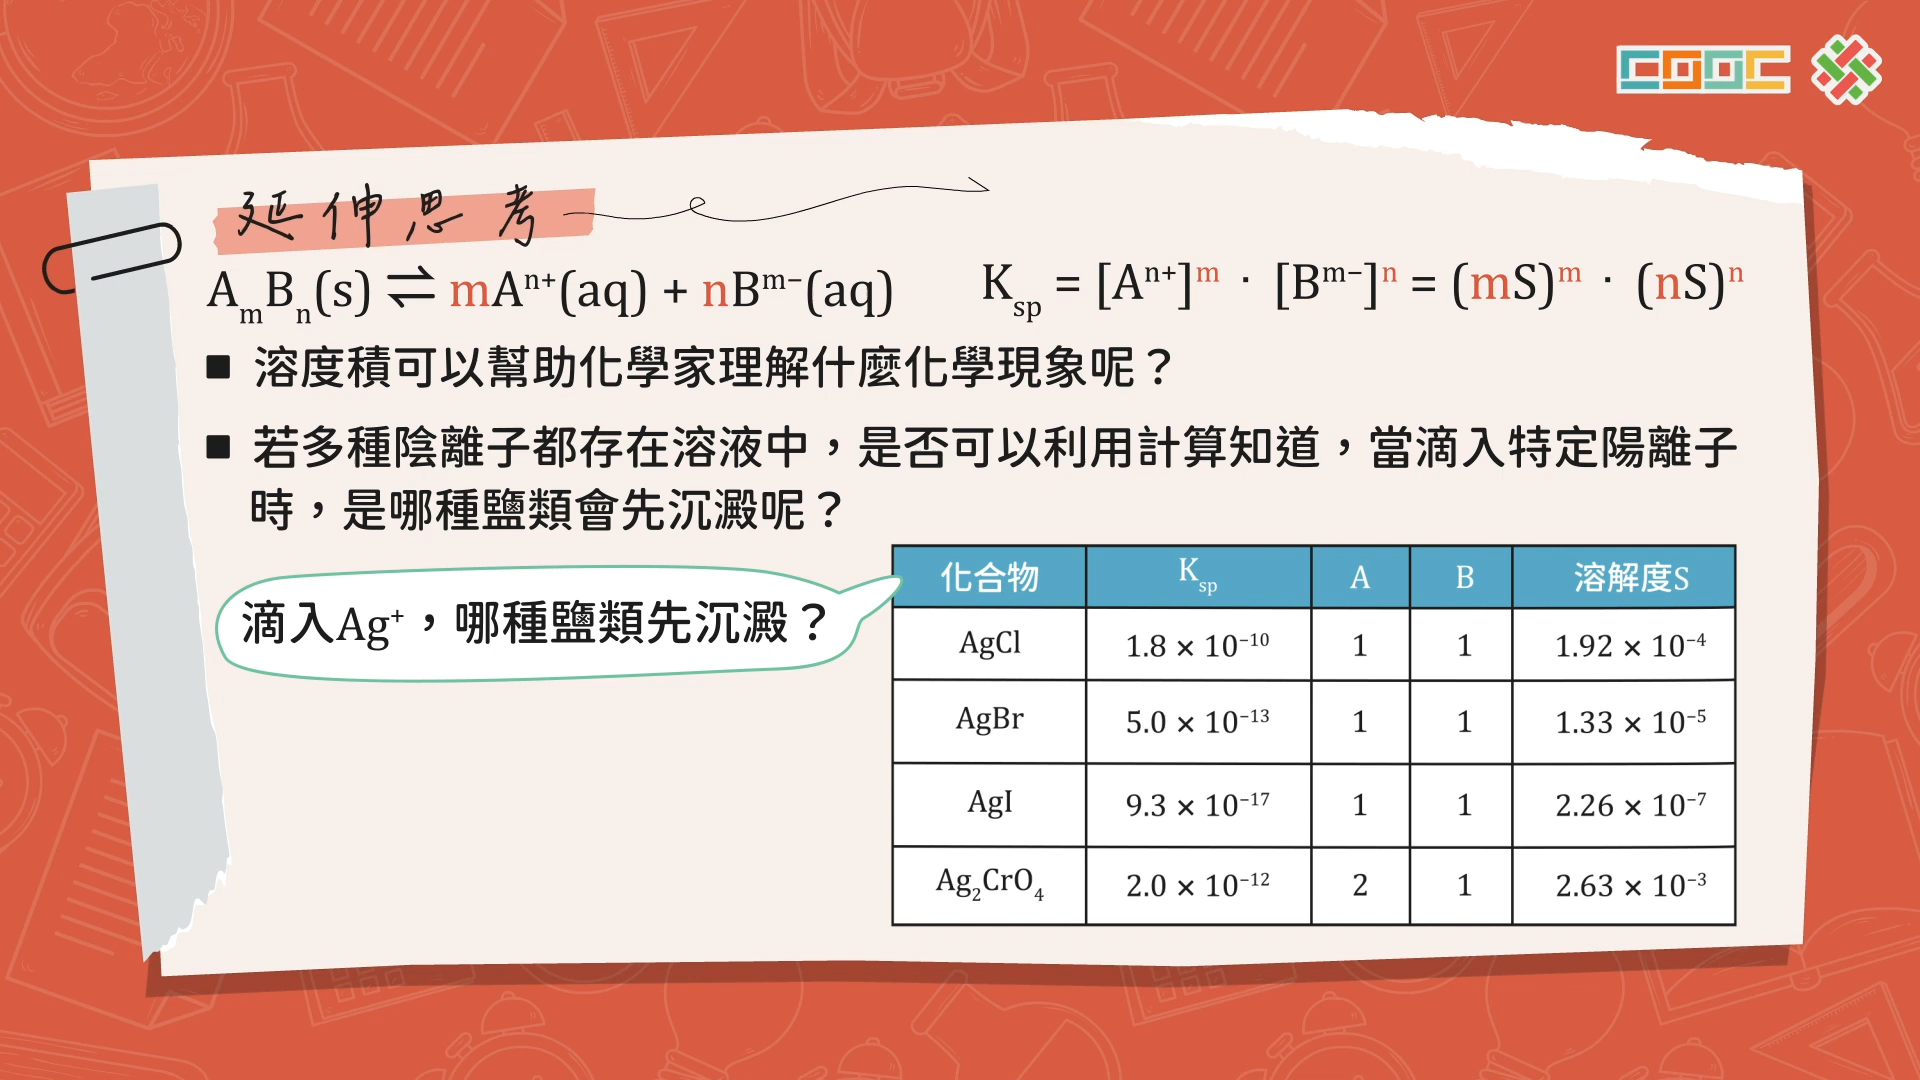 COOC
延伸思考
AₘBₙ(s) ⇌ mAⁿ⁺(aq) + nBᵐ⁻(aq)
Kₛₚ = [Aⁿ⁺]ᵐ · [Bᵐ⁻]ⁿ = (mS)ᵐ · (nS)ⁿ
■ 溶度積可以幫助化學家理解什麼化學現象呢？
■ 若多種陰離子都存在溶液中，是否可以利用計算知道，當滴入特定陽離子
時，是哪種鹽類會先沉澱呢？
滴入Ag⁺，哪種鹽類先沉澱？
化合物 Kₛₚ A B 溶解度S
AgCl 1.8 × 10⁻¹⁰ 1 1 1.92 × 10⁻⁴
AgBr 5.0 × 10⁻¹³ 1 1 1.33 × 10⁻⁵
AgI 9.3 × 10⁻¹⁷ 1 1 2.26 × 10⁻⁷
Ag₂CrO₄ 2.0 × 10⁻¹² 2 1 2.63 × 10⁻³